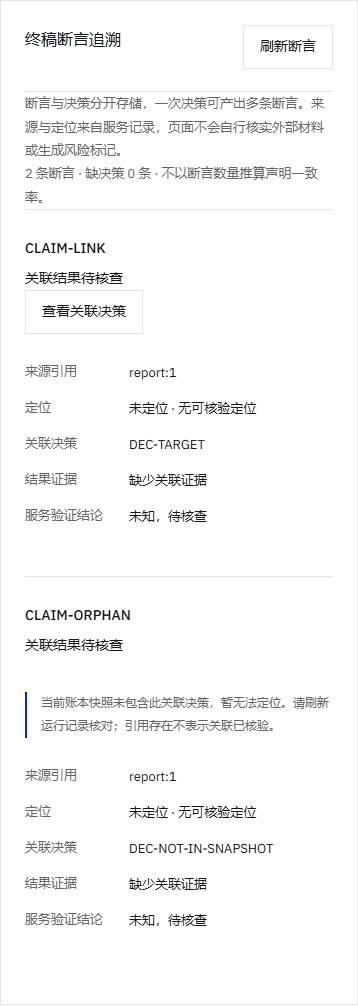 终稿断言追溯
刷新断言
断言与决策分开存储，一次决策可产出多条断言。来
源与定位来自服务记录，页面不会自行核实外部材料
或生成风险标记。
2 条断言 · 缺决策 0 条 · 不以断言数量推算声明一致
率。
CLAIM-LINK
关联结果待核查
查看关联决策
来源引用 report:1
定位 未定位 · 无可核验定位
关联决策 DEC-TARGET
结果证据 缺少关联证据
服务验证结论 未知，待核查
CLAIM-ORPHAN
关联结果待核查
当前账本快照未包含此关联决策，暂无法定位。请刷新
运行记录核对；引用存在不表示关联已核验。
来源引用 report:1
定位 未定位 · 无可核验定位
关联决策 DEC-NOT-IN-SNAPSHOT
结果证据 缺少关联证据
服务验证结论 未知，待核查